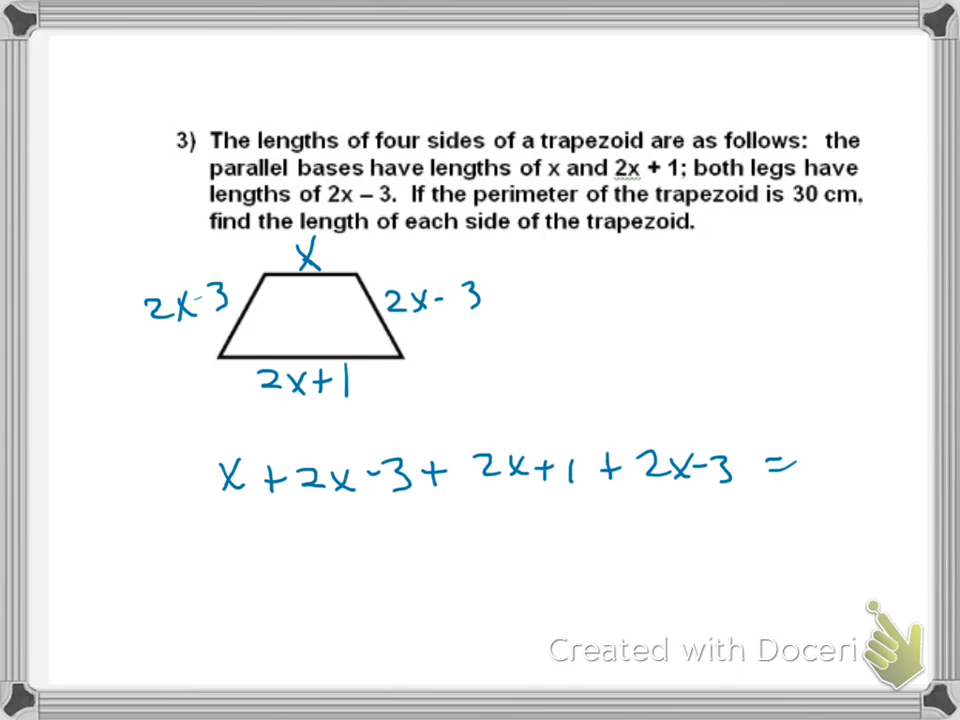 3) The lengths of four sides of a trapezoid are as follows: the
parallel bases have lengths of x and 2x + 1; both legs have
lengths of 2x – 3. If the perimeter of the trapezoid is 30 cm,
find the length of each side of the trapezoid.
x
2x-3
2x-3
2x+1
x+2x-3+2x+1+2x-3=
Created with Doceri